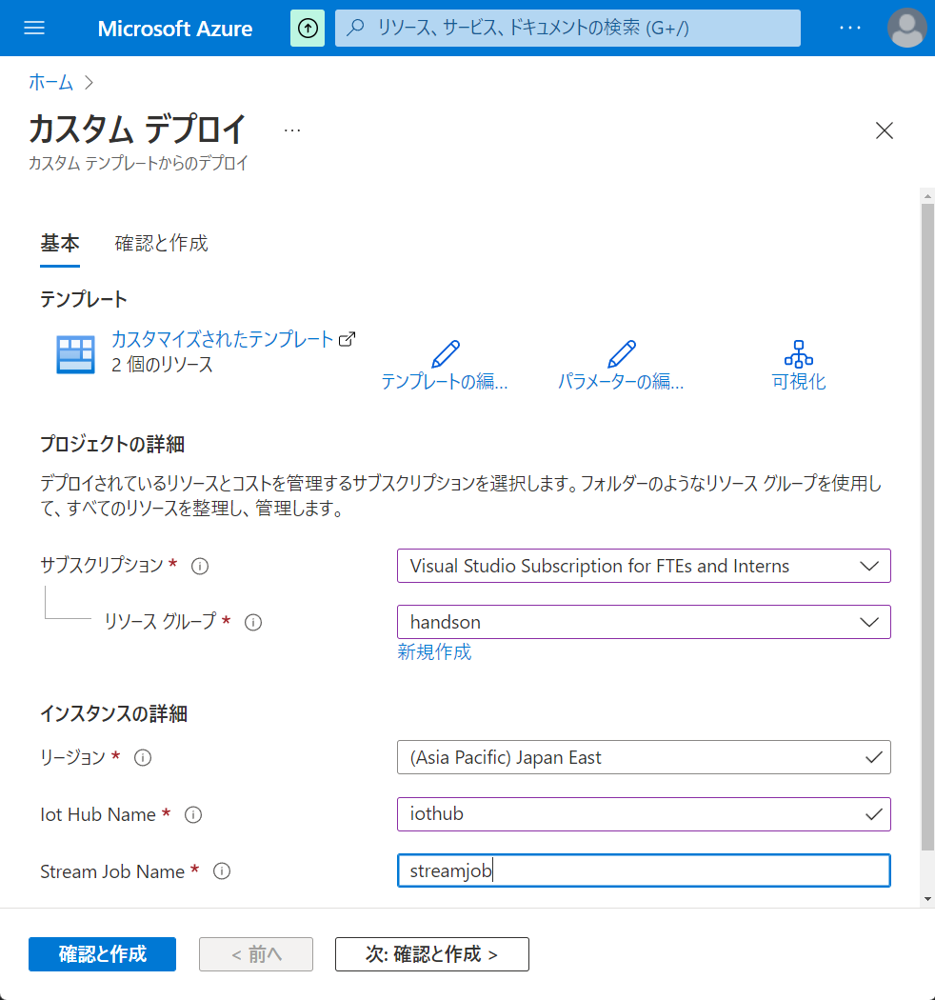 Microsoft Azure
リソース、サービス、ドキュメントの検索 (G+/)
ホーム
カスタム デプロイ
カスタム テンプレートからのデプロイ
基本 確認と作成
テンプレート
カスタマイズされたテンプレート
2 個のリソース
テンプレートの編... パラメーターの編... 可視化
プロジェクトの詳細
デプロイされているリソースとコストを管理するサブスクリプションを選択します。フォルダーのようなリソース グループを使用し
て、すべてのリソースを整理し、管理します。
サブスクリプション * Visual Studio Subscription for FTEs and Interns
リソース グループ * handson
新規作成
インスタンスの詳細
リージョン * (Asia Pacific) Japan East
Iot Hub Name * iothub
Stream Job Name * streamjob
確認と作成 < 前へ 次: 確認と作成 >